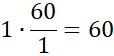 1 · 60/1 = 60